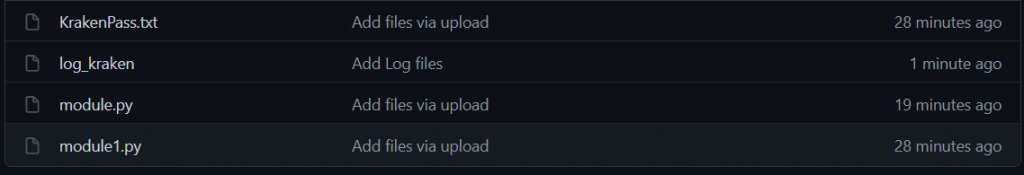 KrakenPass.txt Add files via upload 28 minutes ago
log_kraken Add Log files 1 minute ago
module.py Add files via upload 19 minutes ago
module1.py Add files via upload 28 minutes ago